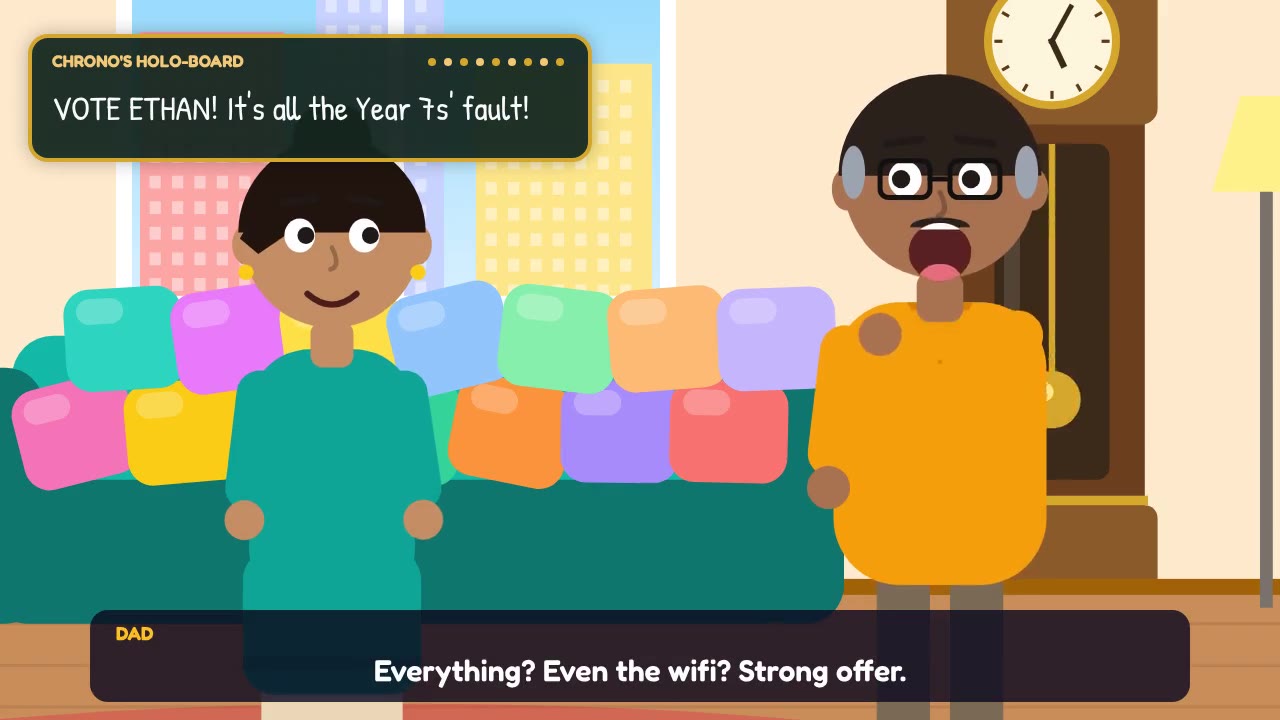 CHRONO'S HOLO-BOARD
VOTE ETHAN! It's all the Year 7s' fault!
DAD
Everything? Even the wifi? Strong offer.